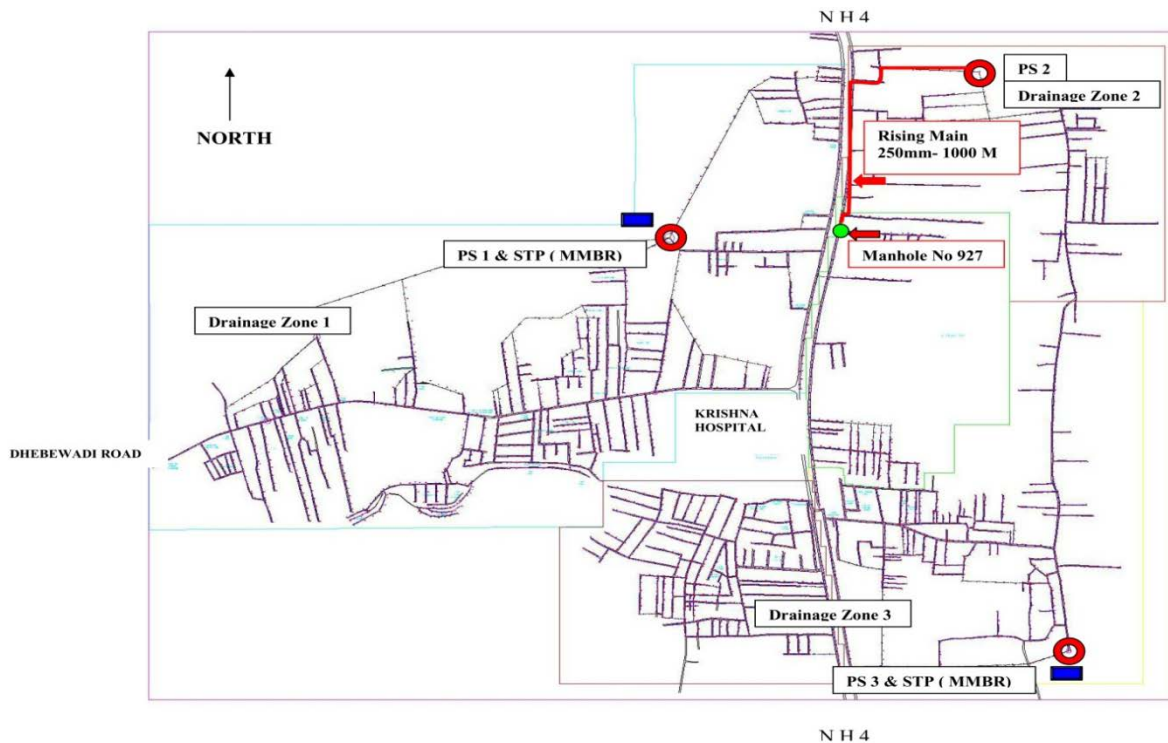 N H 4
PS 2
Drainage Zone 2
NORTH
Rising Main
250mm- 1000 M
PS 1 & STP ( MMBR)
Manhole No 927
Drainage Zone 1
KRISHNA
HOSPITAL
DHEBEWADI ROAD
Drainage Zone 3
PS 3 & STP ( MMBR)
N H 4